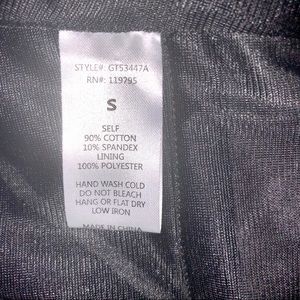 STYLE#: GT53447A
RN#: 119795
S
SELF
90% COTTON
10% SPANDEX
LINING
100% POLYESTER
HAND WASH COLD
DO NOT BLEACH
HANG OR FLAT DRY
LOW IRON
MADE IN CHINA